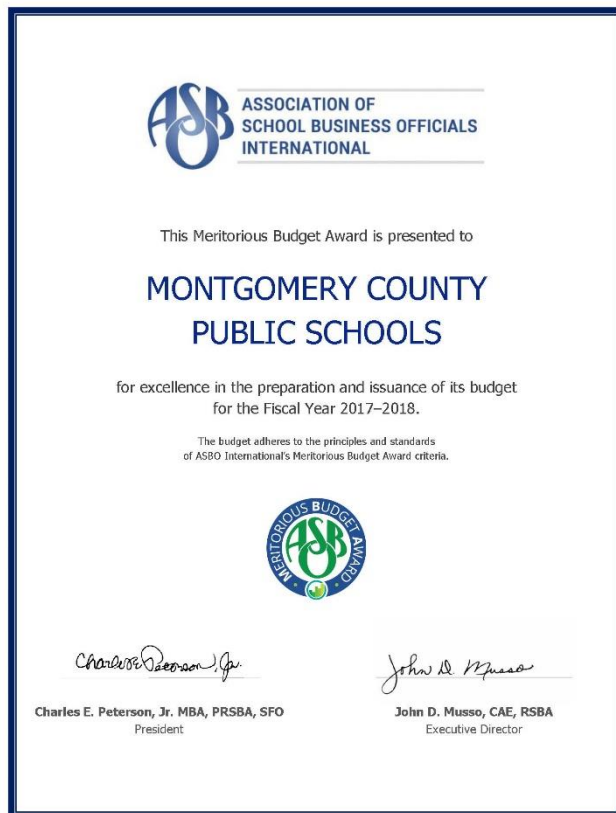 ASBO
ASSOCIATION OF
SCHOOL BUSINESS OFFICIALS
INTERNATIONAL
This Meritorious Budget Award is presented to
MONTGOMERY COUNTY
PUBLIC SCHOOLS
for excellence in the preparation and issuance of its budget
for the Fiscal Year 2017–2018.
The budget adheres to the principles and standards
of ASBO International's Meritorious Budget Award criteria.
MERITORIOUS BUDGET AWARD
ASBO
Charles E. Peterson, Jr.
John D. Musso
Charles E. Peterson, Jr. MBA, PRSBA, SFO
John D. Musso, CAE, RSBA
President
Executive Director